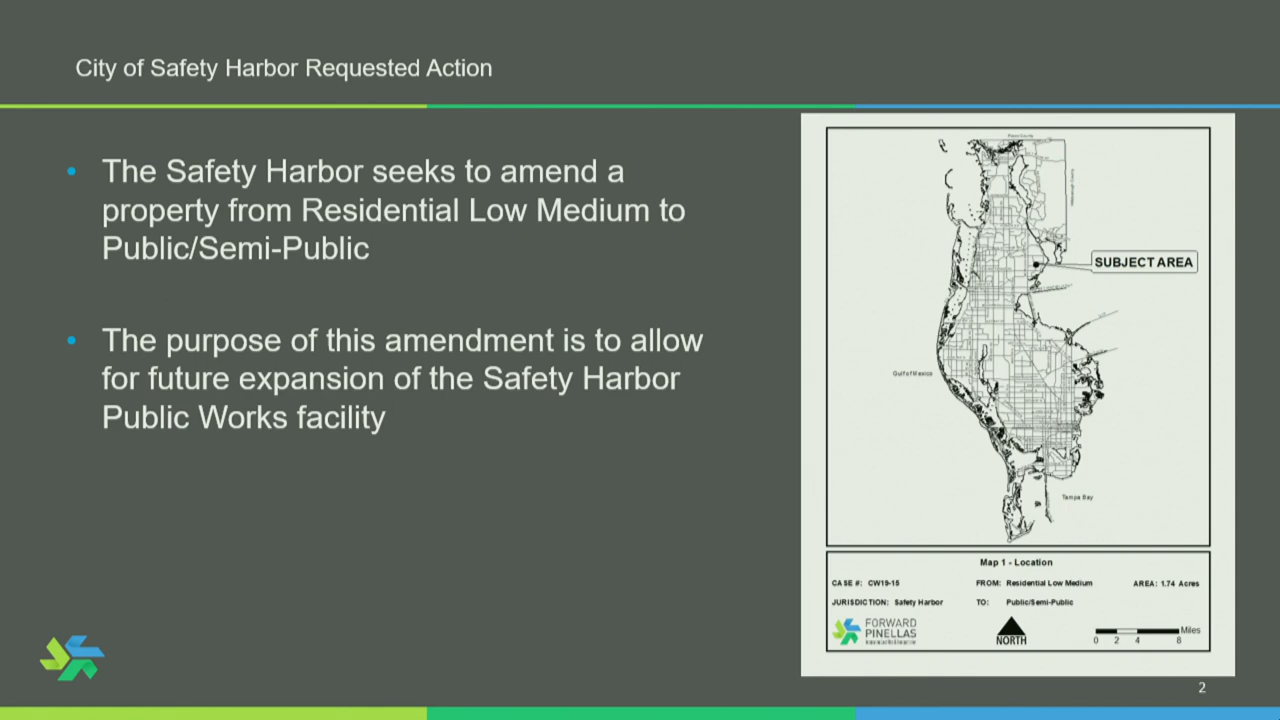 City of Safety Harbor Requested Action
The Safety Harbor seeks to amend a
property from Residential Low Medium to
Public/Semi-Public
The purpose of this amendment is to allow
for future expansion of the Safety Harbor
Public Works facility
SUBJECT AREA
Gulf of Mexico
Tampa Bay
Map 1 - Location
CASE #: CW19-15 FROM: Residential Low Medium AREA: 1.74 Acres
JURISDICTION: Safety Harbor TO: Public/Semi-Public
FORWARD
PINELLAS
NORTH
Miles
0 2 4 8
2